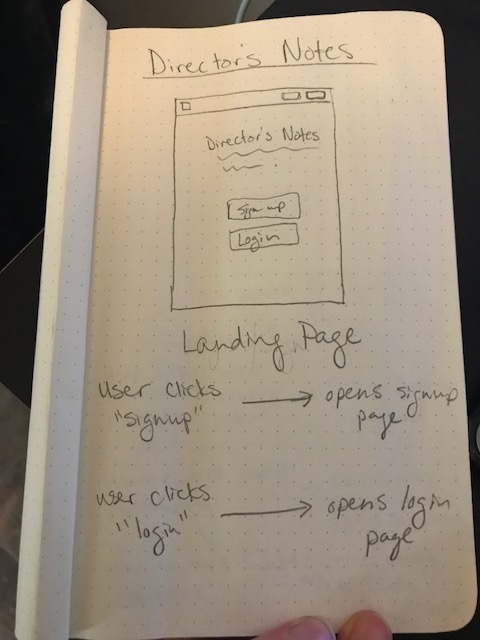 Director's Notes
Director's Notes
Sign up
Login
Landing Page
user clicks → opens signup
"signup" page
user clicks → opens login
"login" page